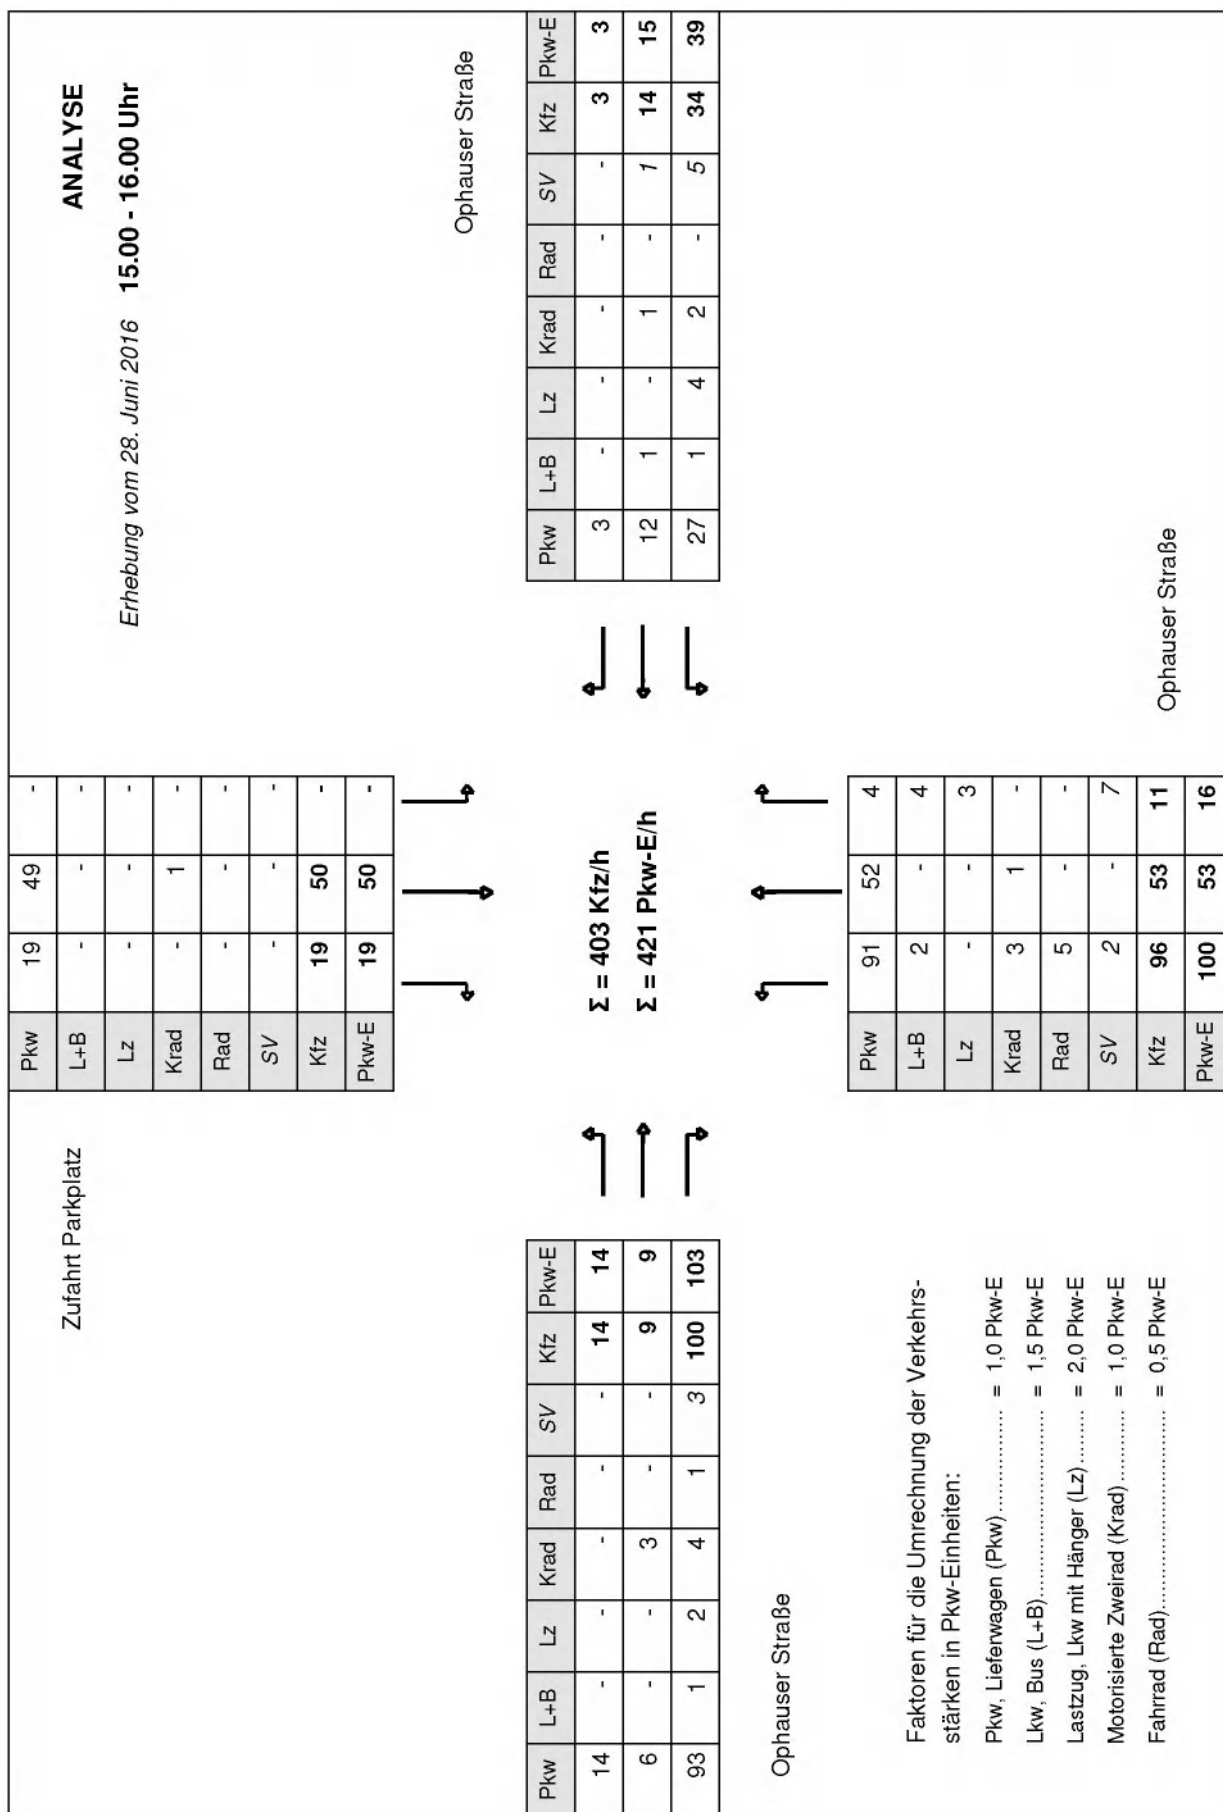 ANALYSE
Erhebung vom 28. Juni 2016 15.00 - 16.00 Uhr
Zufahrt Parkplatz
Pkw 19 49 -
L+B - - -
Lz - - -
Krad - 1 -
Rad - - -
SV - - -
Kfz 19 50 -
Pkw-E 19 50 -
Ophauser Straße
Pkw L+B Lz Krad Rad SV Kfz Pkw-E
14 - - - - - 14 14
6 - - 3 - - 9 9
93 1 2 4 1 3 100 103
Σ = 403 Kfz/h
Σ = 421 Pkw-E/h
Pkw L+B Lz Krad Rad SV Kfz Pkw-E
3 - - - - - 3 3
12 1 - 1 - 1 14 15
27 1 4 2 - 5 34 39
Ophauser Straße
Pkw 91 52 4
L+B 2 - 4
Lz - - 3
Krad 3 1 -
Rad 5 - -
SV 2 - 7
Kfz 96 53 11
Pkw-E 100 53 16
Ophauser Straße
Faktoren für die Umrechnung der Verkehrs-
stärken in Pkw-Einheiten:
Pkw, Lieferwagen (Pkw)................. = 1,0 Pkw-E
Lkw, Bus (L+B)................................ = 1,5 Pkw-E
Lastzug, Lkw mit Hänger (Lz)......... = 2,0 Pkw-E
Motorisierte Zweirad (Krad)............ = 1,0 Pkw-E
Fahrrad (Rad)................................... = 0,5 Pkw-E